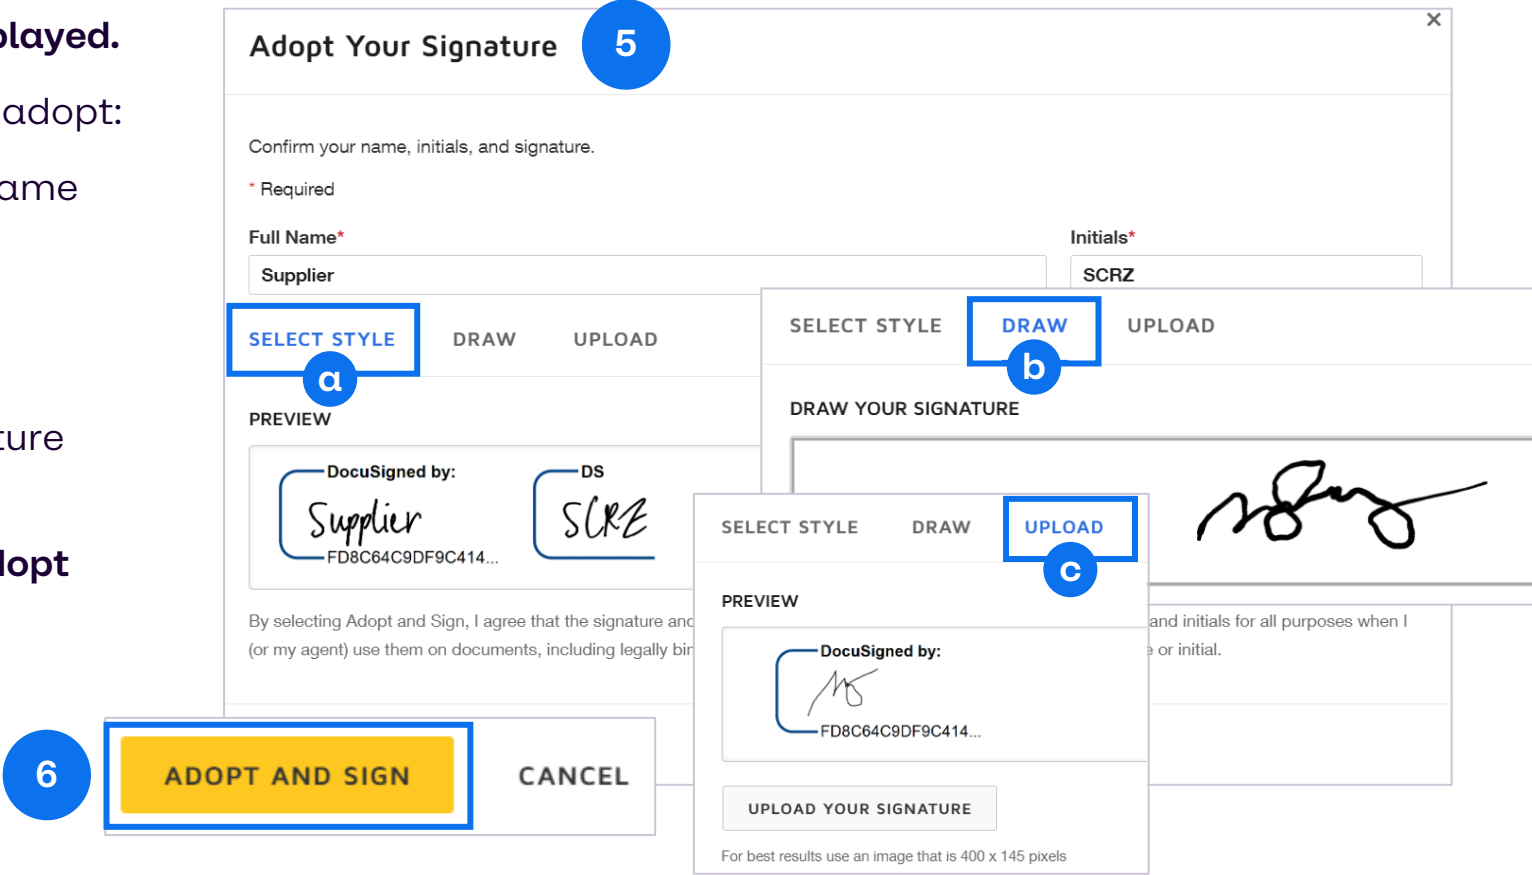 played.
adopt:
ame
ture
lopt
Adopt Your Signature
5
×
Confirm your name, initials, and signature.
* Required
Full Name*
Initials*
Supplier
SCRZ
SELECT STYLE
DRAW
UPLOAD
a
PREVIEW
DocuSigned by:
Supplier
FD8C64C9DF9C414...
DS
SCRZ
By selecting Adopt and Sign, I agree that the signature and
and initials for all purposes when I
(or my agent) use them on documents, including legally bin
e or initial.
SELECT STYLE
DRAW
UPLOAD
b
DRAW YOUR SIGNATURE
SELECT STYLE
DRAW
UPLOAD
c
PREVIEW
DocuSigned by:
FD8C64C9DF9C414...
UPLOAD YOUR SIGNATURE
For best results use an image that is 400 x 145 pixels
6
ADOPT AND SIGN
CANCEL